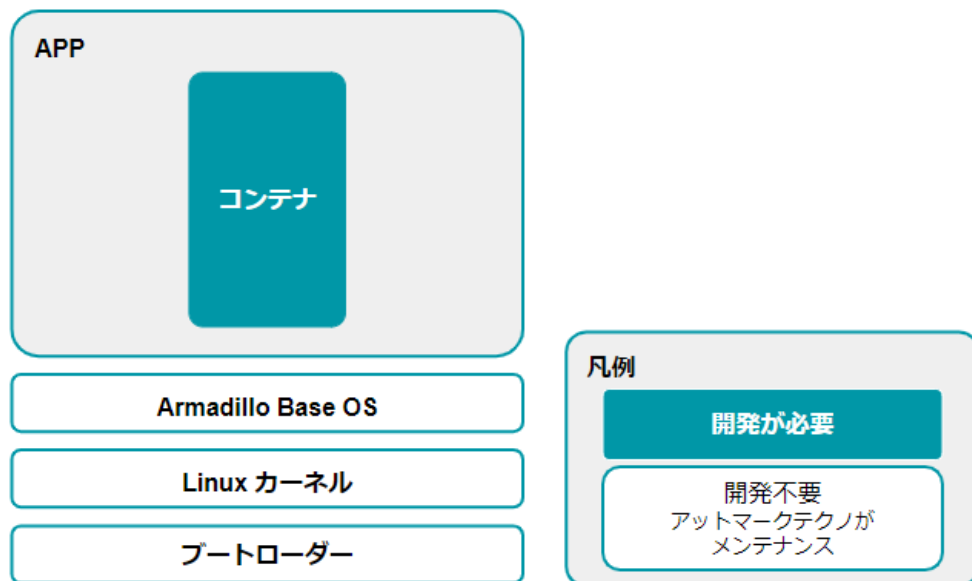 APP
コンテナ
Armadillo Base OS
Linux カーネル
ブートローダー
凡例
開発が必要
開発不要
アットマークテクノが
メンテナンス